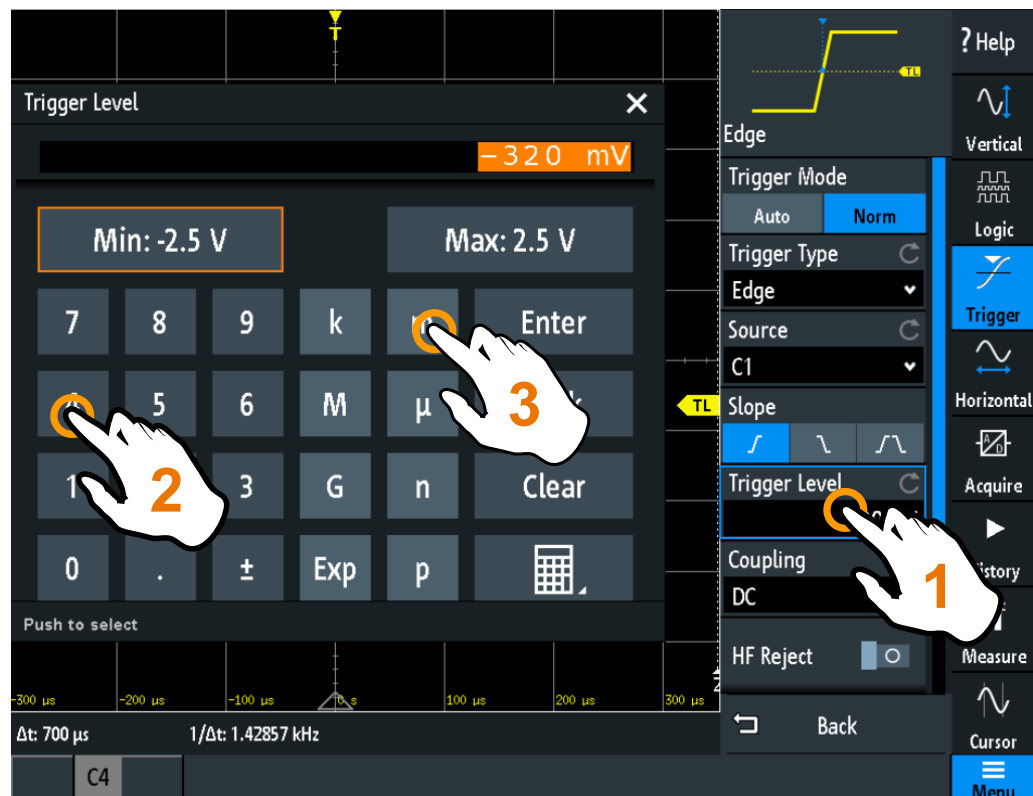 T
Trigger Level
-320 mV
Min: -2.5 V
Max: 2.5 V
7 8 9 k m Enter
5 6 M µ
1 3 G n Clear
0 . ± Exp p
Push to select
-300 µs -200 µs -100 µs 0 s 100 µs 200 µs 300 µs
Δt: 700 µs 1/Δt: 1.42857 kHz
C4
TL
2
3
TL
Edge
Trigger Mode
Auto Norm
Trigger Type
Edge
Source
C1
Slope
Trigger Level
Coupling
DC
HF Reject
Back
1
? Help
Vertical
Logic
Trigger
Horizontal
A D
Acquire
History
Measure
Cursor
Menu